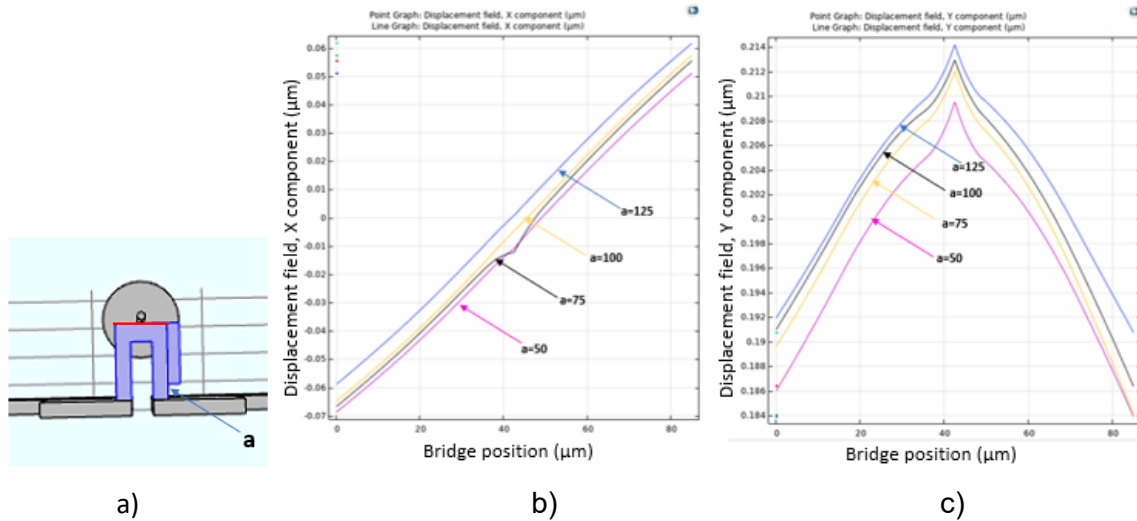 Point Graph: Displacement field, X component (µm)
Line Graph: Displacement field, X component (µm)
Point Graph: Displacement field, Y component (µm)
Line Graph: Displacement field, Y component (µm)
Displacement field, X component (µm)
0.06
0.05
0.04
0.03
0.02
0.01
0
-0.01
-0.02
-0.03
-0.04
-0.05
-0.06
-0.07
a=125
a=100
a=75
a=50
0
20
40
60
80
Bridge position (µm)
Displacement field, Y component (µm)
0.214
0.212
0.21
0.208
0.206
0.204
0.202
0.2
0.198
0.196
0.194
0.192
0.19
0.188
0.186
0.184
a=125
a=100
a=75
a=50
0
20
40
60
80
Bridge position (µm)
a
a)
b)
c)